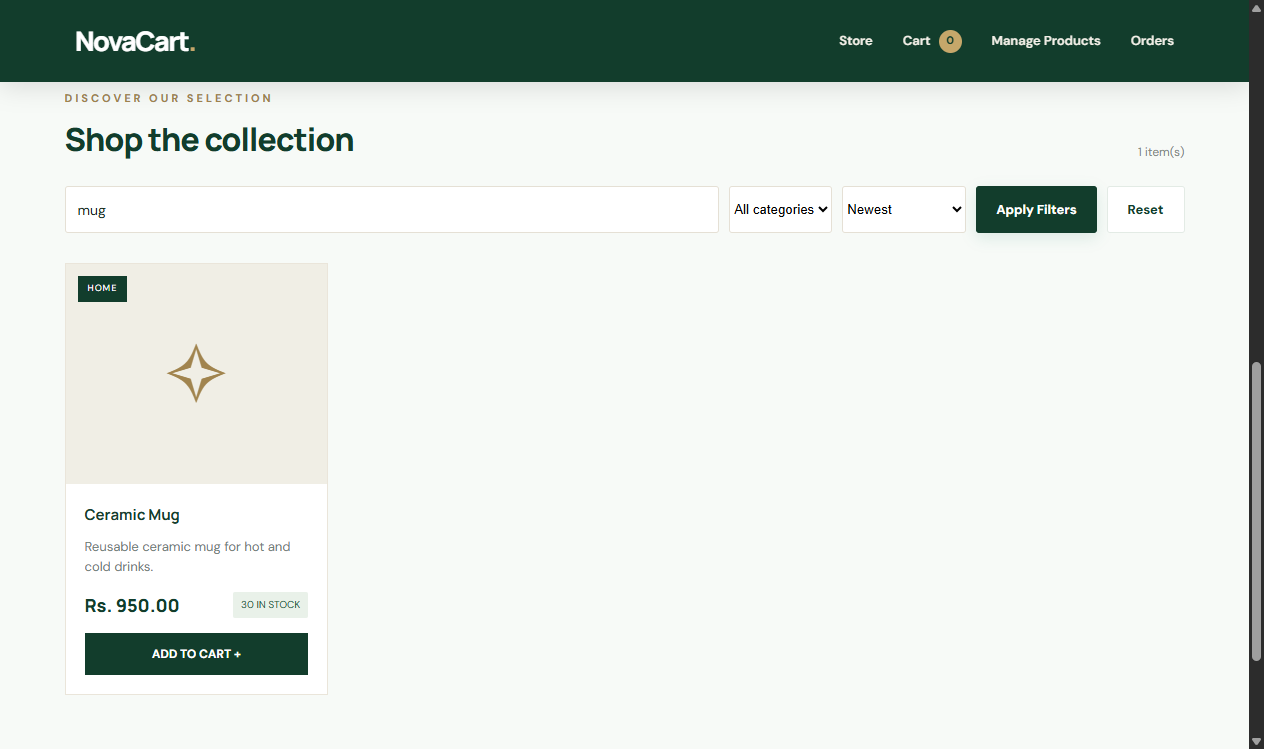 NovaCart.
Store
Cart 0
Manage Products
Orders
DISCOVER OUR SELECTION
Shop the collection
1 item(s)
mug
All categories
Newest
Apply Filters
Reset
HOME
Ceramic Mug
Reusable ceramic mug for hot and
cold drinks.
Rs. 950.00
30 IN STOCK
ADD TO CART +